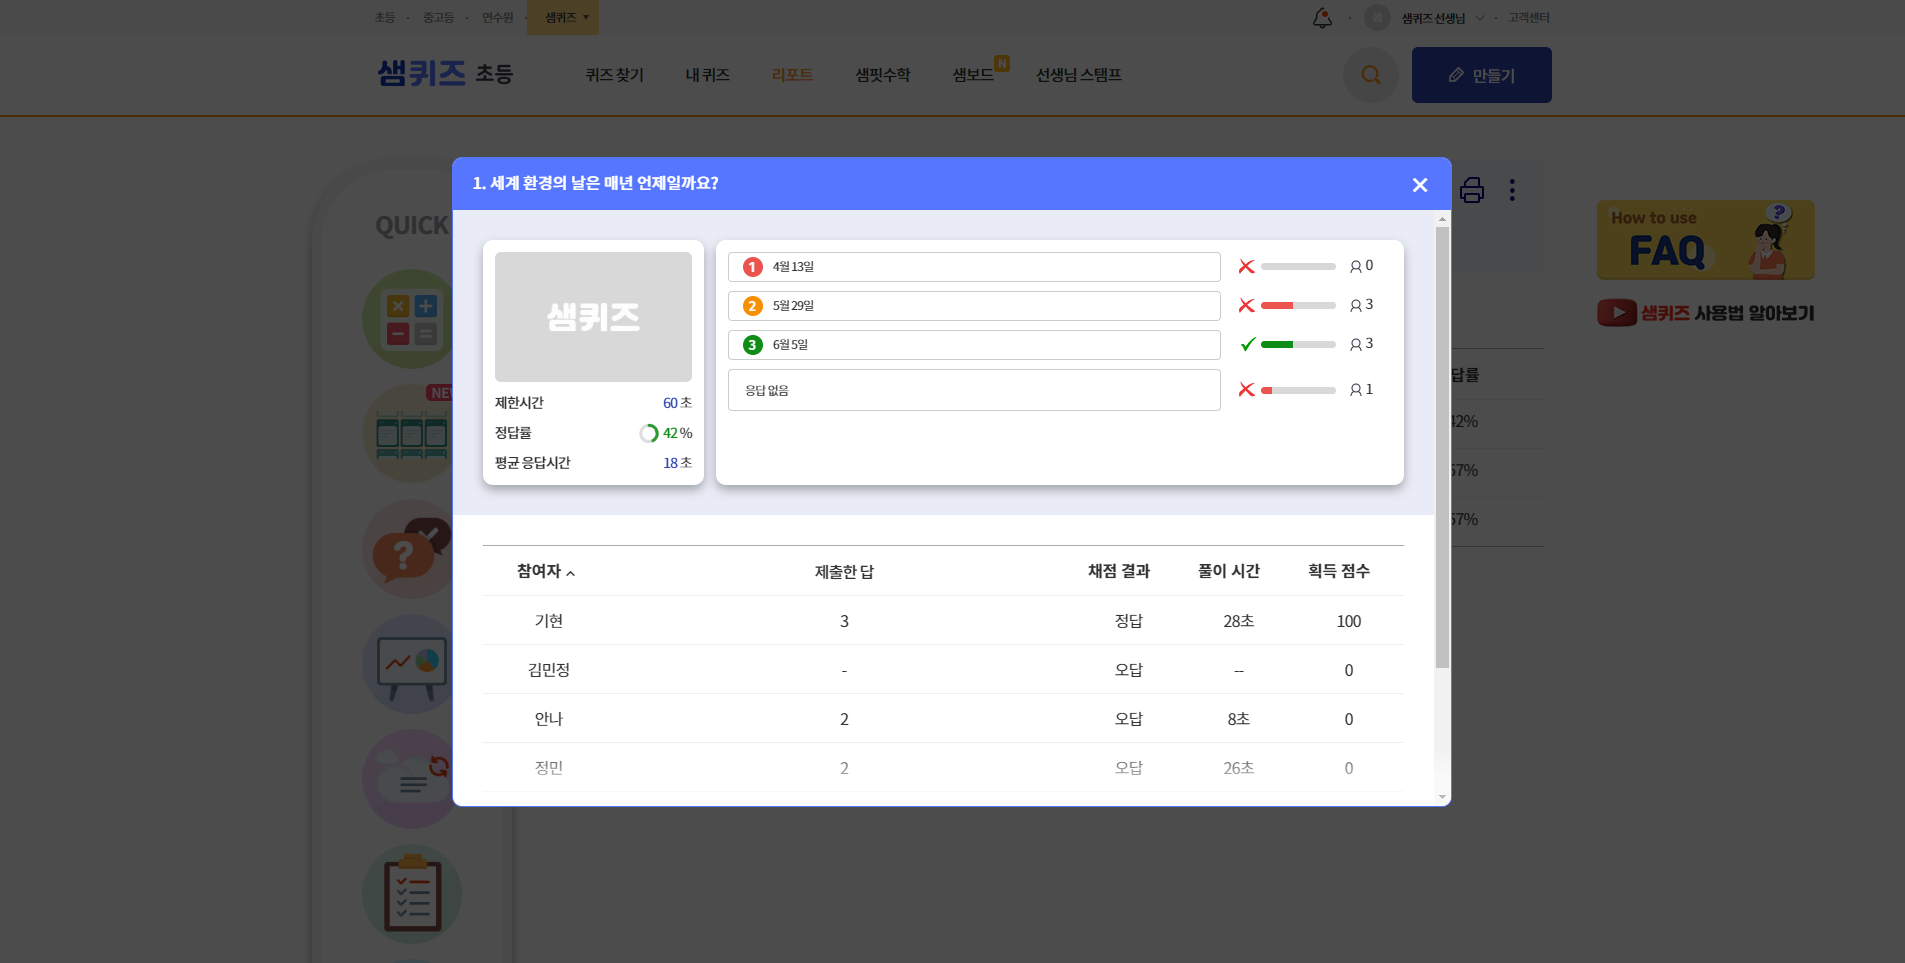 초등 · 중고등 · 연수원 · 샘퀴즈 ▾
· 샘 샘퀴즈 선생님 · 고객센터
샘퀴즈 초등 퀴즈 찾기 내 퀴즈 리포트 샘핏수학 샘보드 N 선생님 스탬프 만들기
QUICK
NEW
1. 세계 환경의 날은 매년 언제일까요?
샘퀴즈
제한시간 60 초
정답률 42 %
평균 응답시간 18 초
1 4월 13일 0
2 5월 29일 3
3 6월 5일 3
응답 없음 1
참여자 제출한 답 채점 결과 풀이 시간 획득 점수
기현 3 정답 28초 100
김민정 - 오답 -- 0
안나 2 오답 8초 0
정민 2 오답 26초 0
답률
42%
57%
57%
How to use
FAQ
샘퀴즈 사용법 알아보기